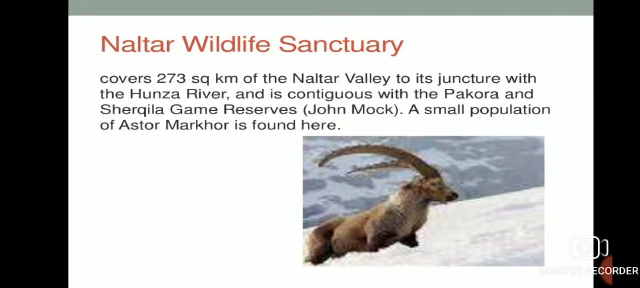 Naltar Wildlife Sanctuary
covers 273 sq km of the Naltar Valley to its juncture with
the Hunza River, and is contiguous with the Pakora and
Sherqila Game Reserves (John Mock). A small population
of Astor Markhor is found here.
RECORDER